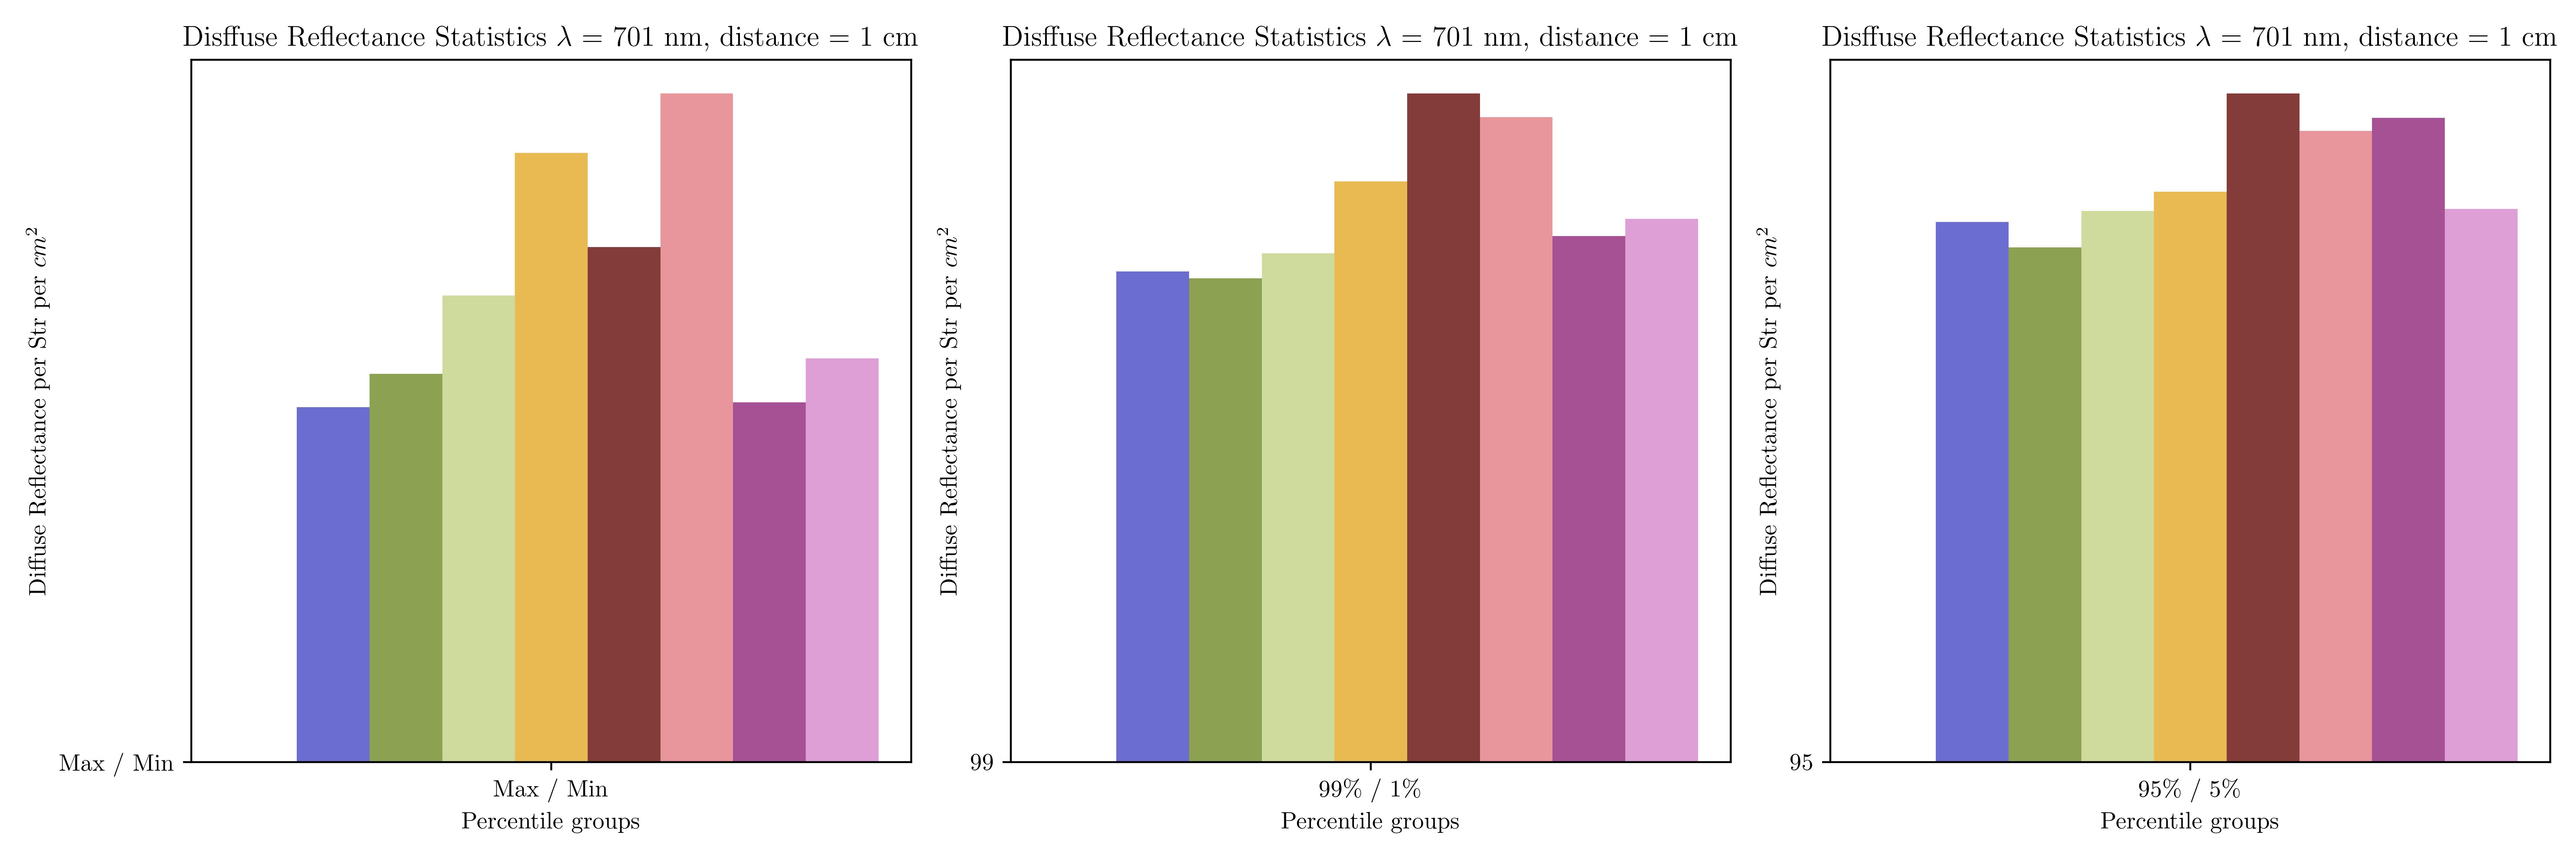 Disffuse Reflectance Statistics λ = 701 nm, distance = 1 cm
Diffuse Reflectance per Str per cm²
Max / Min
Max / Min
Percentile groups
Disffuse Reflectance Statistics λ = 701 nm, distance = 1 cm
Diffuse Reflectance per Str per cm²
99
99% / 1%
Percentile groups
Disffuse Reflectance Statistics λ = 701 nm, distance = 1 cm
Diffuse Reflectance per Str per cm²
95
95% / 5%
Percentile groups